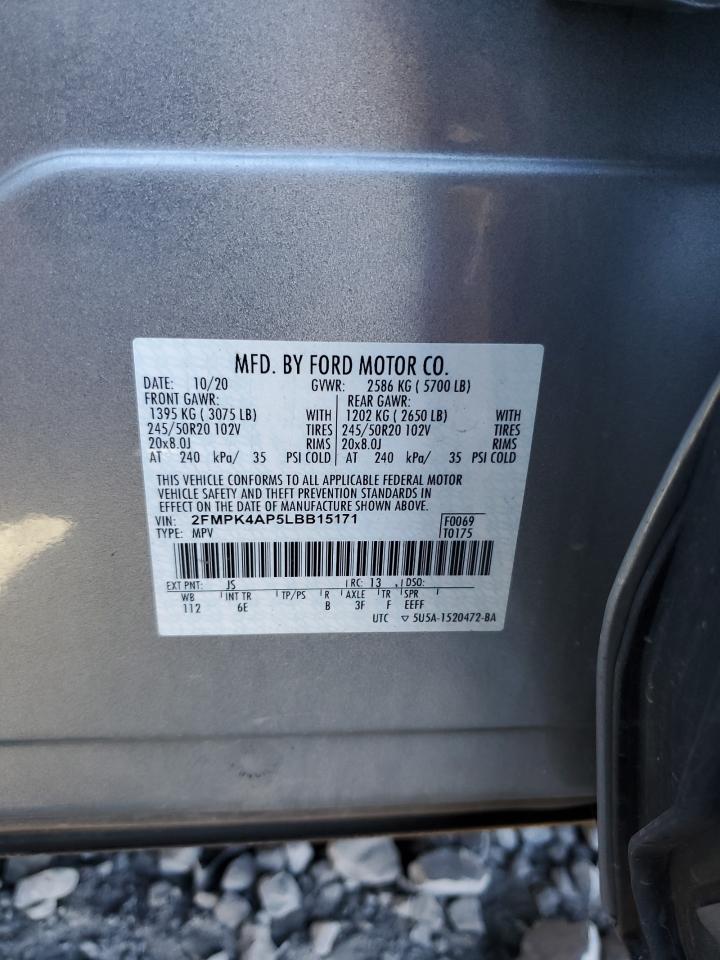 MFD. BY FORD MOTOR CO.
DATE: 10/20 GVWR: 2586 KG ( 5700 LB)
FRONT GAWR: REAR GAWR:
1395 KG ( 3075 LB) WITH 1202 KG ( 2650 LB) WITH
245/50R20 102V TIRES 245/50R20 102V TIRES
20x8.0J RIMS 20x8.0J RIMS
AT 240 kPa/ 35 PSI COLD AT 240 kPa/ 35 PSI COLD
THIS VEHICLE CONFORMS TO ALL APPLICABLE FEDERAL MOTOR
VEHICLE SAFETY AND THEFT PREVENTION STANDARDS IN
EFFECT ON THE DATE OF MANUFACTURE SHOWN ABOVE.
VIN: 2FMPK4AP5LBB15171 F0069
TYPE: MPV T0175
EXT PNT: JS RC: 13 DSO:
WB INT TR TP/PS R AXLE TR SPR
112 6E B 3F F EEFF
UTC ▽ 5U5A-1520472-BA